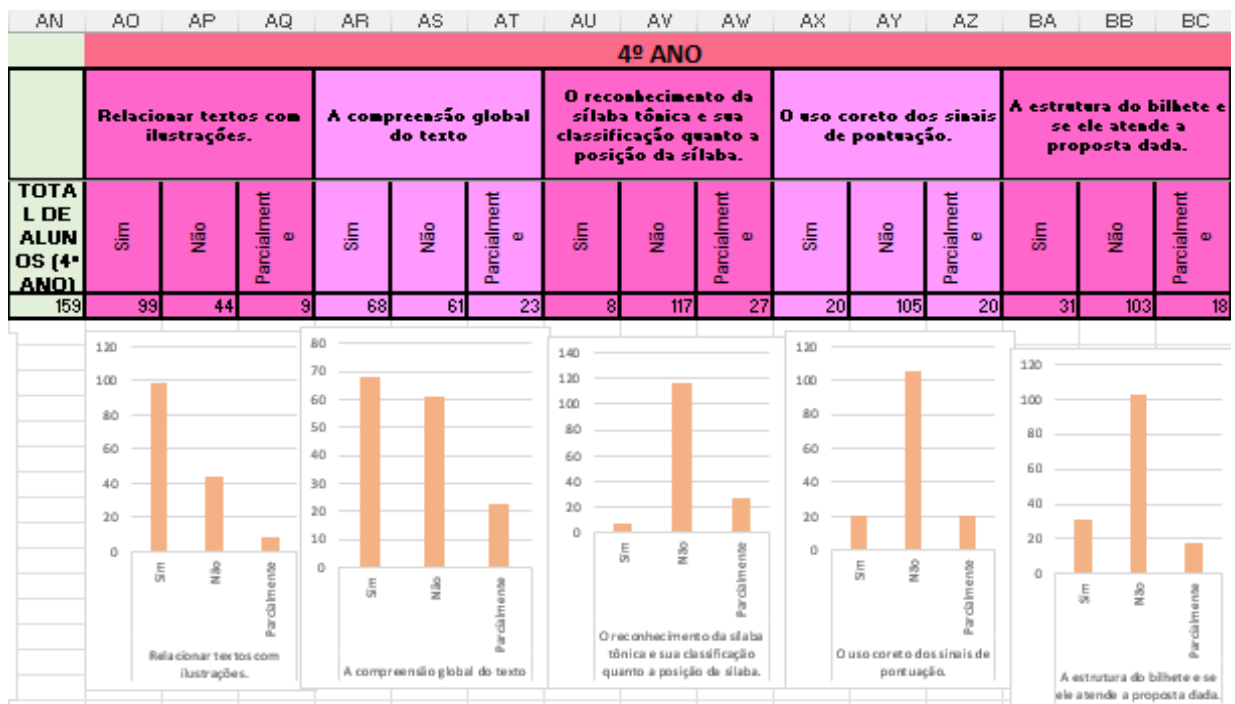 AN AO AP AQ AR AS AT AU AV AW AX AY AZ BA BB BC
4º ANO
Relacionar textos com
ilustrações.
A compreensão global
do texto
O reconhecimento da
sílaba tônica e sua
classificação quanto a
posição da sílaba.
O uso coreto dos sinais
de pontuação.
A estrutura do bilhete e
se ele atende a
proposta dada.
TOTA
L DE
ALUN
OS (4º
ANO)
Sim
Não
Parcialment
e
Sim
Não
Parcialment
e
Sim
Não
Parcialment
e
Sim
Não
Parcialment
e
Sim
Não
Parcialment
e
159 99 44 9 68 61 23 8 117 27 20 105 20 31 103 18
120
100
80
60
40
20
0
Sim
Não
Parcialmente
Relacionar textos com
ilustrações.
80
70
60
50
40
30
20
10
0
Sim
Não
Parcialmente
A compreensão global do texto
140
120
100
80
60
40
20
0
Sim
Não
Parcialmente
O reconhecimento da sílaba
tônica e sua classificação
quanto a posição da sílaba.
120
100
80
60
40
20
0
Sim
Não
Parcialmente
O uso coreto dos sinais de
pontuação.
120
100
80
60
40
20
0
Sim
Não
Parcialmente
A estrutura do bilhete e se
ele atende a proposta dada.